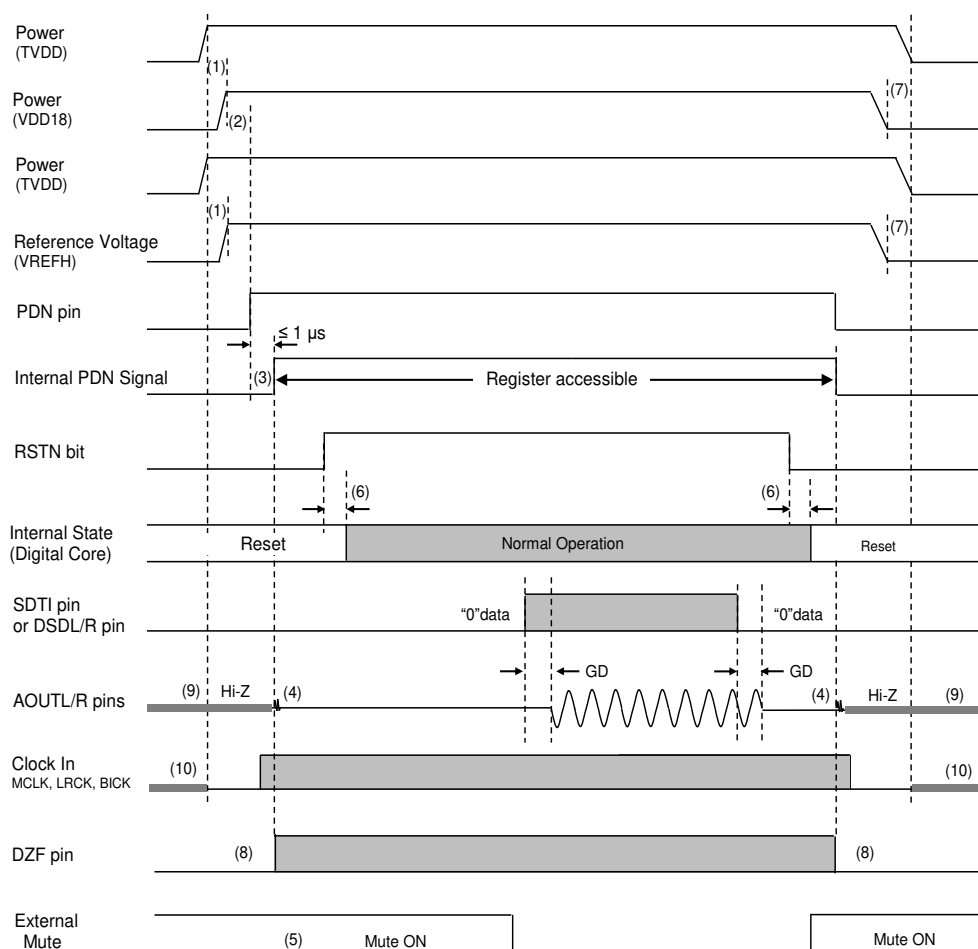 Power
(TVDD)
(1)
Power
(VDD18)
(2)
(7)
Power
(TVDD)
(1)
Reference Voltage
(VREFH)
(7)
PDN pin
≤ 1 µs
Internal PDN Signal
(3)
Register accessible
RSTN bit
(6)
(6)
Internal State
(Digital Core)
Reset
Normal Operation
Reset
SDTI pin
or DSDL/R pin
“0”data
“0”data
GD
GD
AOUTL/R pins
(9)
Hi-Z
(4)
(4)
Hi-Z
(9)
Clock In
MCLK, LRCK, BICK
(10)
(10)
DZF pin
(8)
(8)
External
Mute
(5)
Mute ON
Mute ON